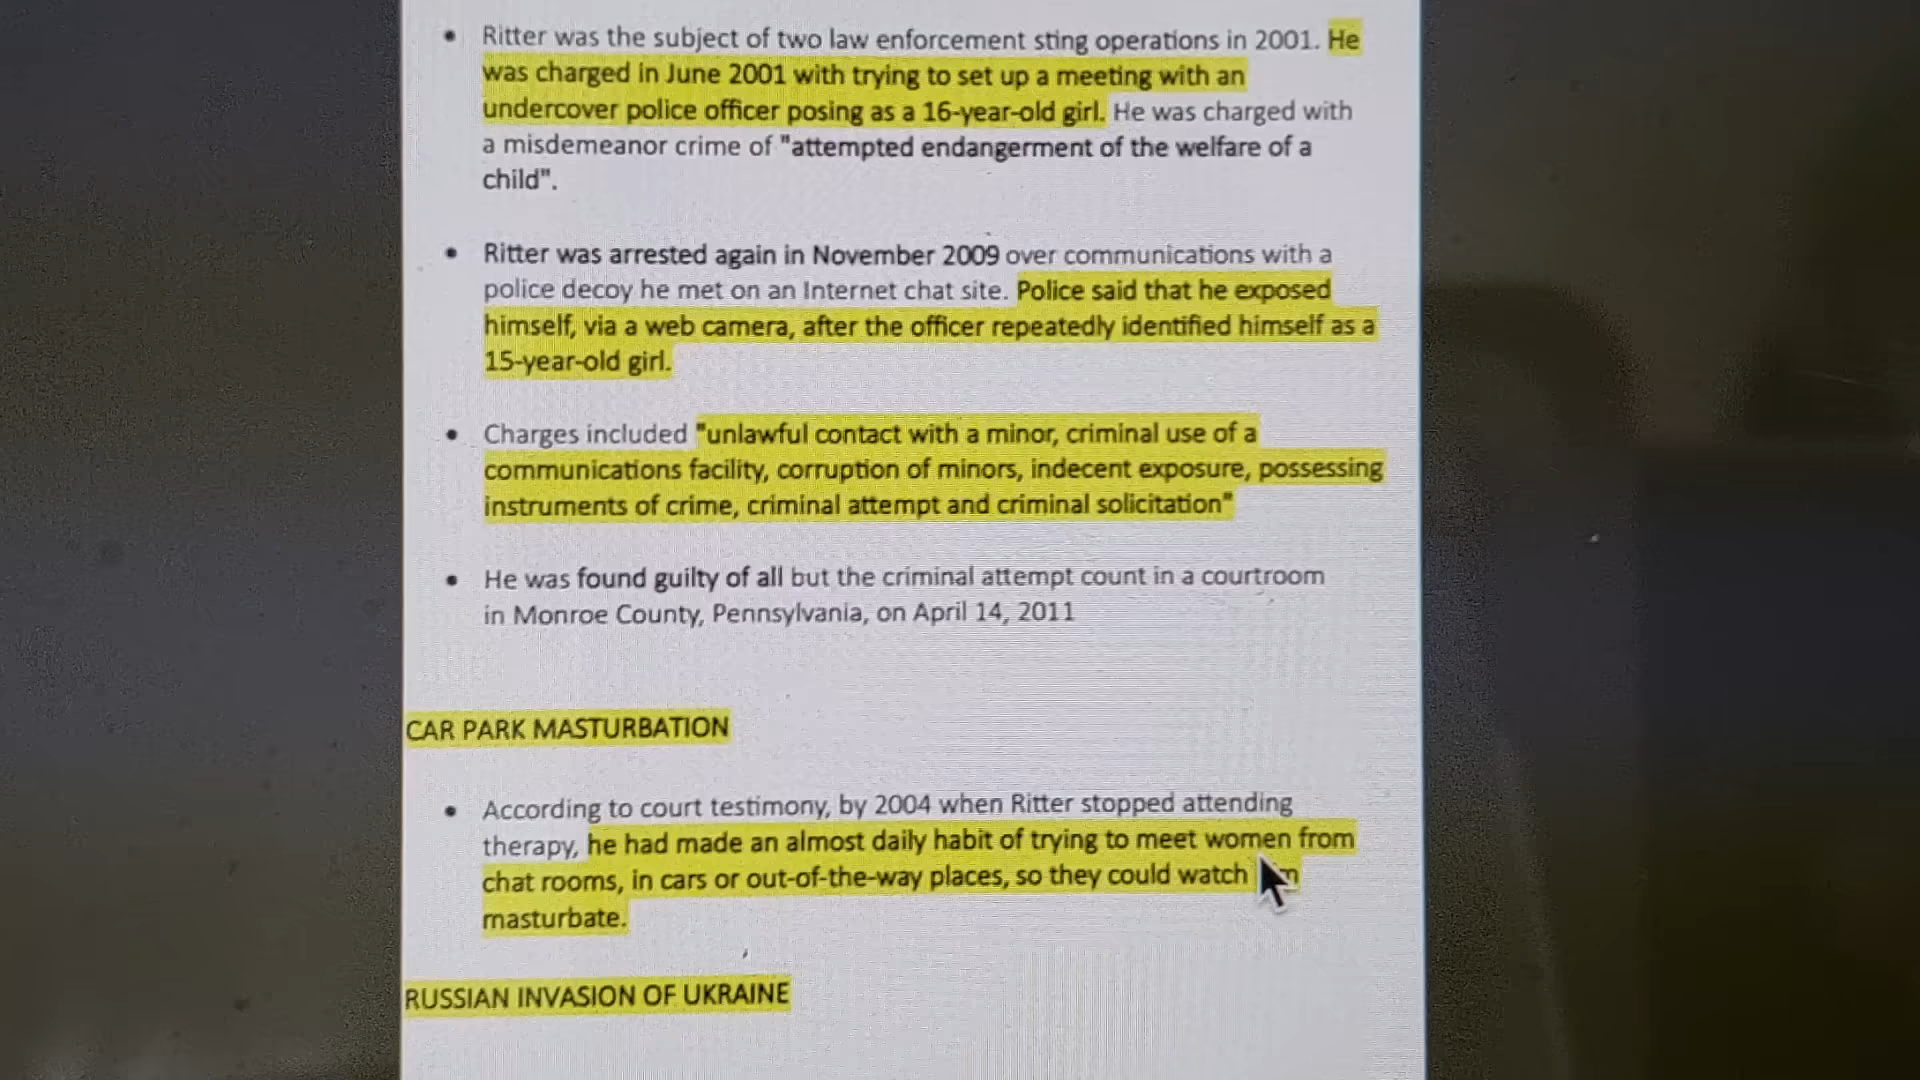 • Ritter was the subject of two law enforcement sting operations in 2001. He
was charged in June 2001 with trying to set up a meeting with an
undercover police officer posing as a 16-year-old girl. He was charged with
a misdemeanor crime of "attempted endangerment of the welfare of a
child".
• Ritter was arrested again in November 2009 over communications with a
police decoy he met on an Internet chat site. Police said that he exposed
himself, via a web camera, after the officer repeatedly identified himself as a
15-year-old girl.
• Charges included "unlawful contact with a minor, criminal use of a
communications facility, corruption of minors, indecent exposure, possessing
instruments of crime, criminal attempt and criminal solicitation"
• He was found guilty of all but the criminal attempt count in a courtroom
in Monroe County, Pennsylvania, on April 14, 2011
CAR PARK MASTURBATION
• According to court testimony, by 2004 when Ritter stopped attending
therapy, he had made an almost daily habit of trying to meet women from
chat rooms, in cars or out-of-the-way places, so they could watch
masturbate.
RUSSIAN INVASION OF UKRAINE